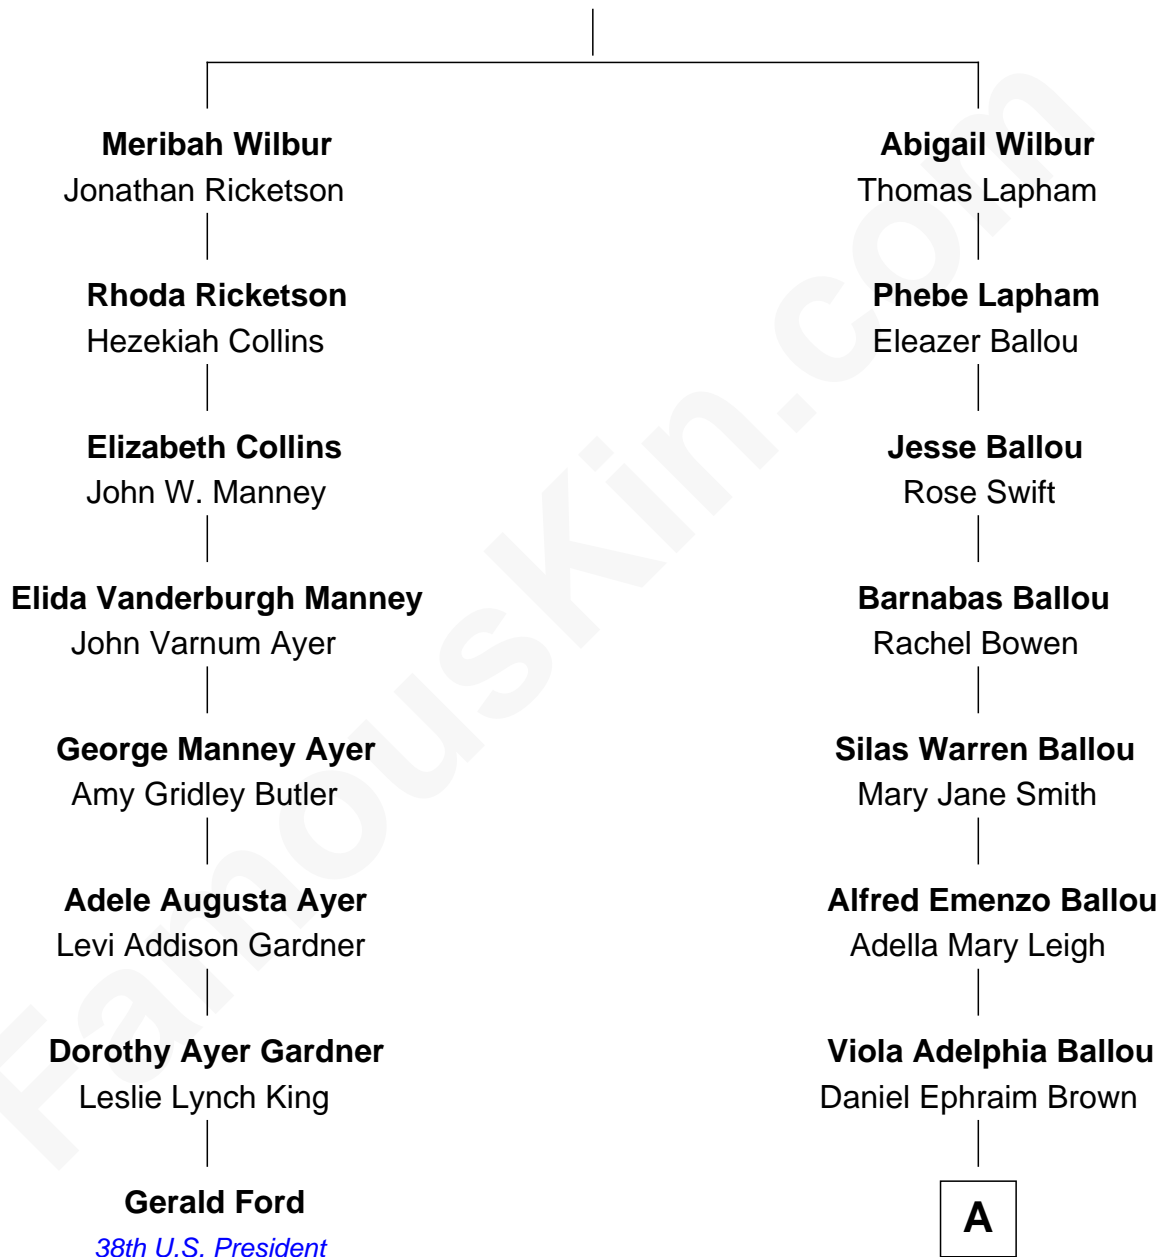 Meribah Wilbur
Jonathan Ricketson
Rhoda Ricketson
Hezekiah Collins
Elizabeth Collins
John W. Manney
Elida Vanderburgh Manney
John Varnum Ayer
George Manney Ayer
Amy Gridley Butler
Adele Augusta Ayer
Levi Addison Gardner
Dorothy Ayer Gardner
Leslie Lynch King
Gerald Ford
38th U.S. President
Abigail Wilbur
Thomas Lapham
Phebe Lapham
Eleazer Ballou
Jesse Ballou
Rose Swift
Barnabas Ballou
Rachel Bowen
Silas Warren Ballou
Mary Jane Smith
Alfred Emenzo Ballou
Adella Mary Leigh
Viola Adelphia Ballou
Daniel Ephraim Brown
A
FamousKin.com